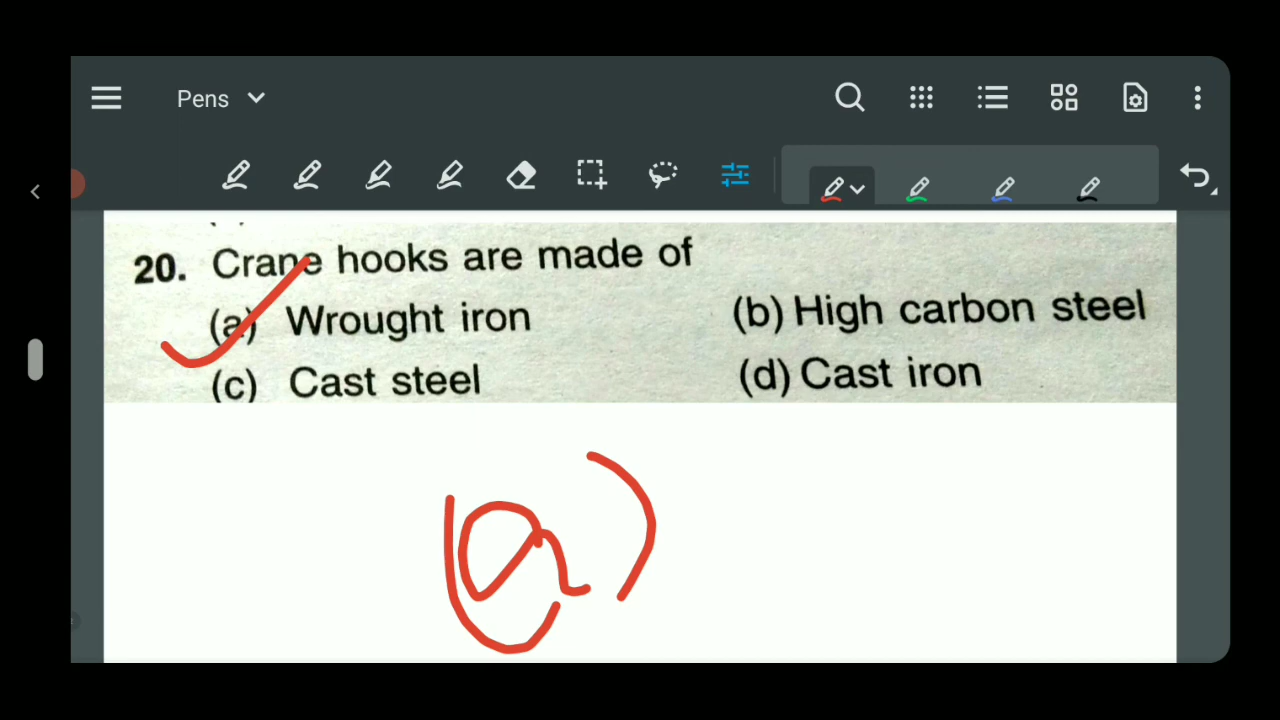 Pens
20. Crane hooks are made of
(a) Wrought iron (b) High carbon steel
(c) Cast steel (d) Cast iron
(a)